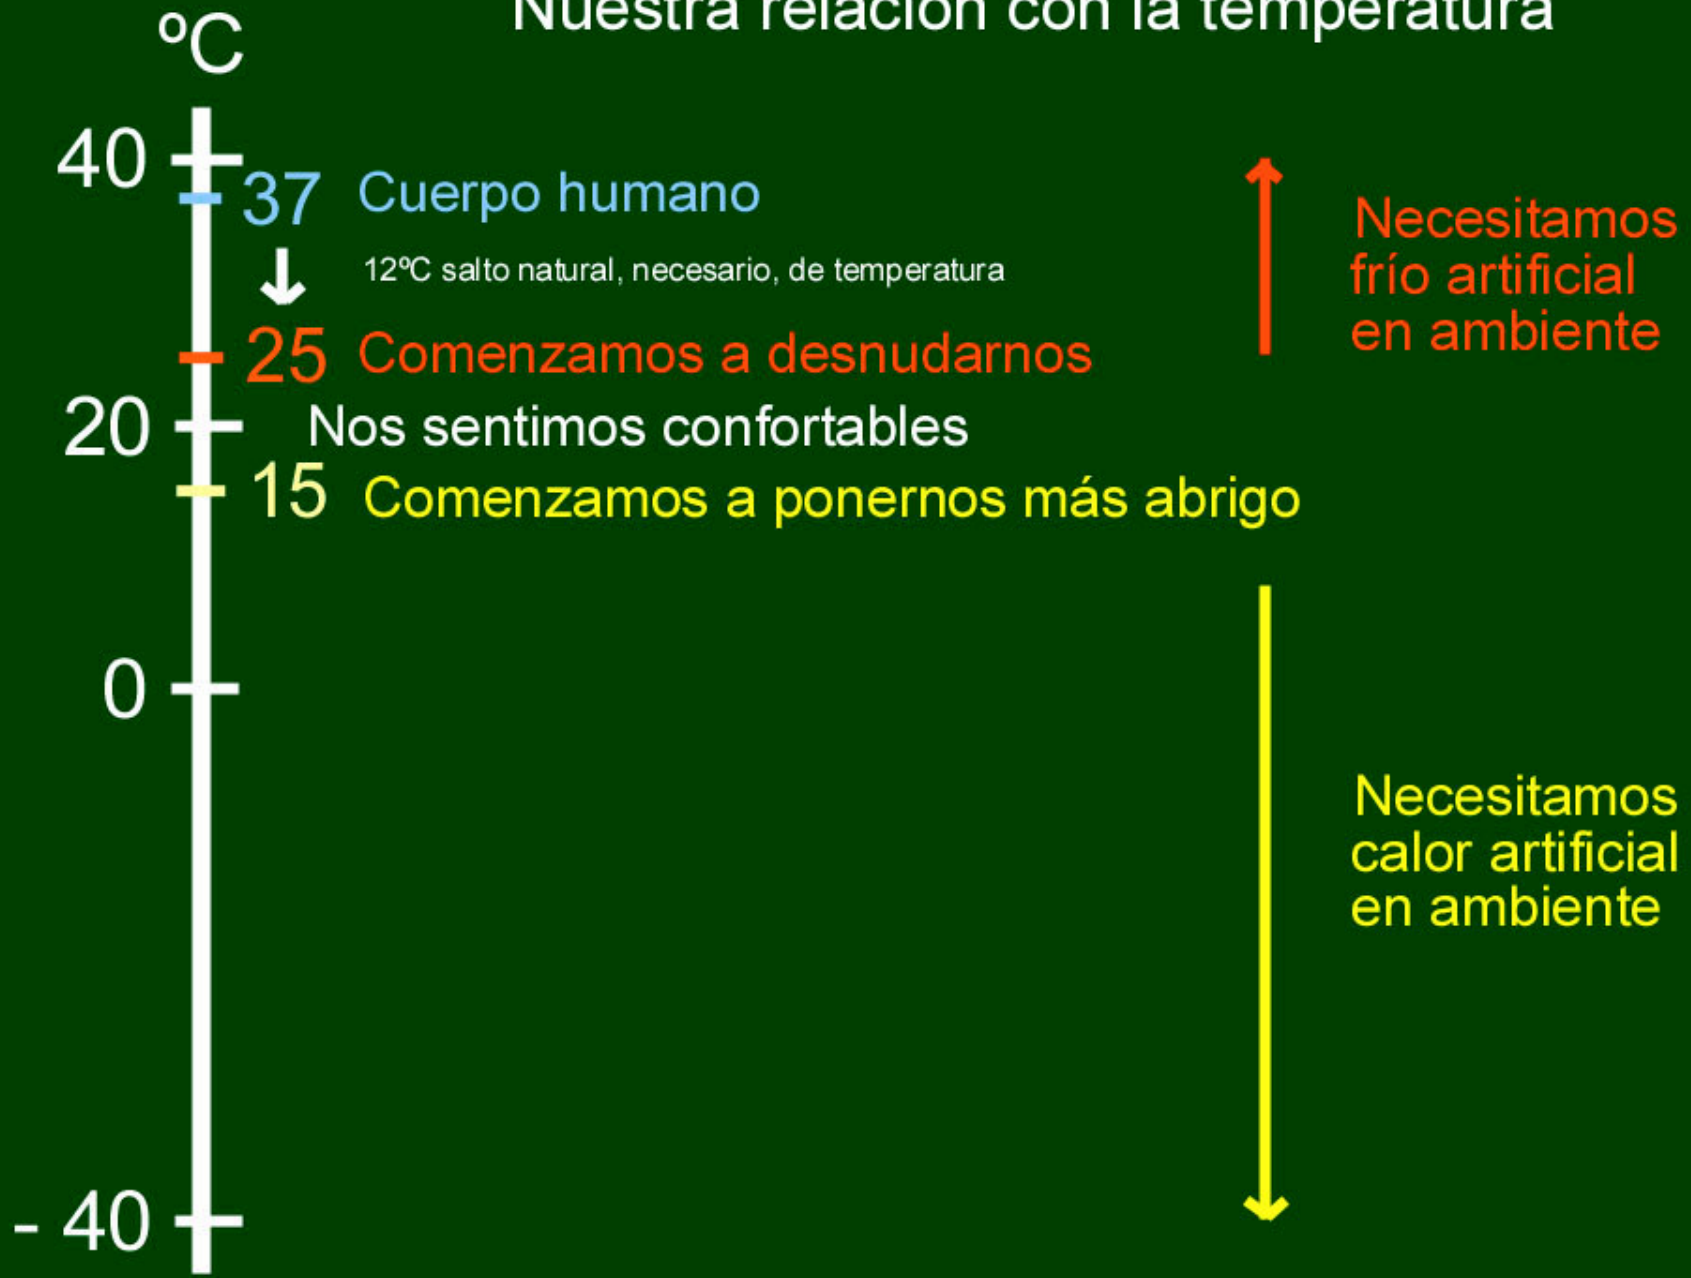 Nuestra relación con la temperatura
ºC
40
37 Cuerpo humano
12ºC salto natural, necesario, de temperatura
25 Comenzamos a desnudarnos
20 Nos sentimos confortables
15 Comenzamos a ponernos más abrigo
0
- 40
Necesitamos
frío artificial
en ambiente
Necesitamos
calor artificial
en ambiente